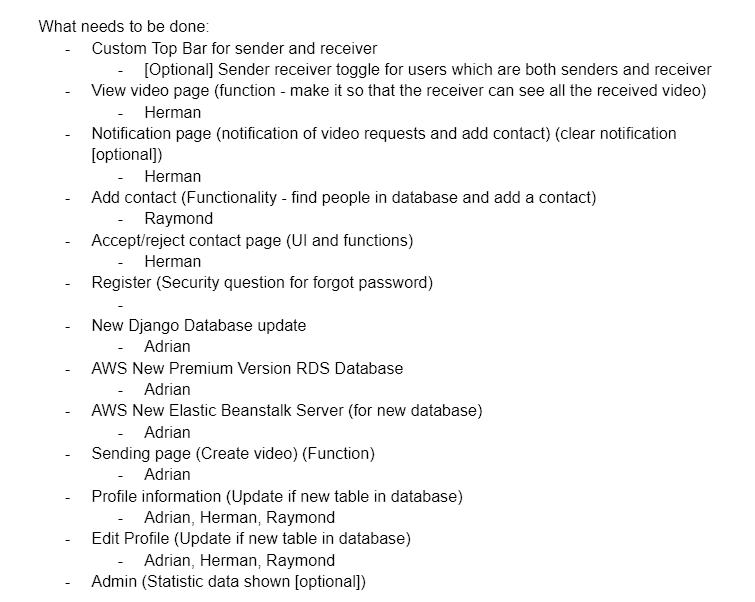 What needs to be done:
- Custom Top Bar for sender and receiver
- [Optional] Sender receiver toggle for users which are both senders and receiver
- View video page (function - make it so that the receiver can see all the received video)
- Herman
- Notification page (notification of video requests and add contact) (clear notification
[optional])
- Herman
- Add contact (Functionality - find people in database and add a contact)
- Raymond
- Accept/reject contact page (UI and functions)
- Herman
- Register (Security question for forgot password)
-
- New Django Database update
- Adrian
- AWS New Premium Version RDS Database
- Adrian
- AWS New Elastic Beanstalk Server (for new database)
- Adrian
- Sending page (Create video) (Function)
- Adrian
- Profile information (Update if new table in database)
- Adrian, Herman, Raymond
- Edit Profile (Update if new table in database)
- Adrian, Herman, Raymond
- Admin (Statistic data shown [optional])